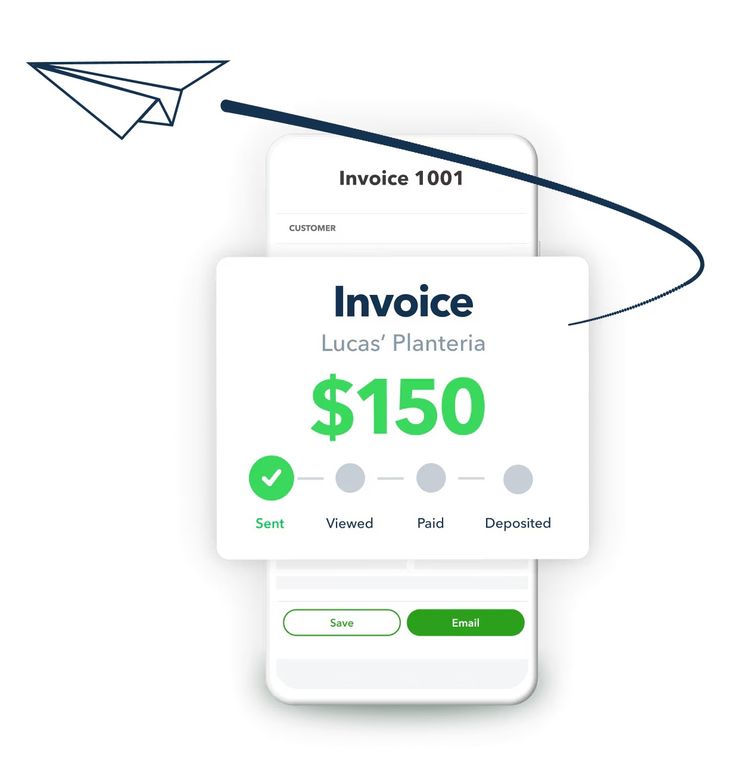 Invoice 1001
CUSTOMER
Invoice
Lucas’ Planteria
$150
Sent Viewed Paid Deposited
Save Email